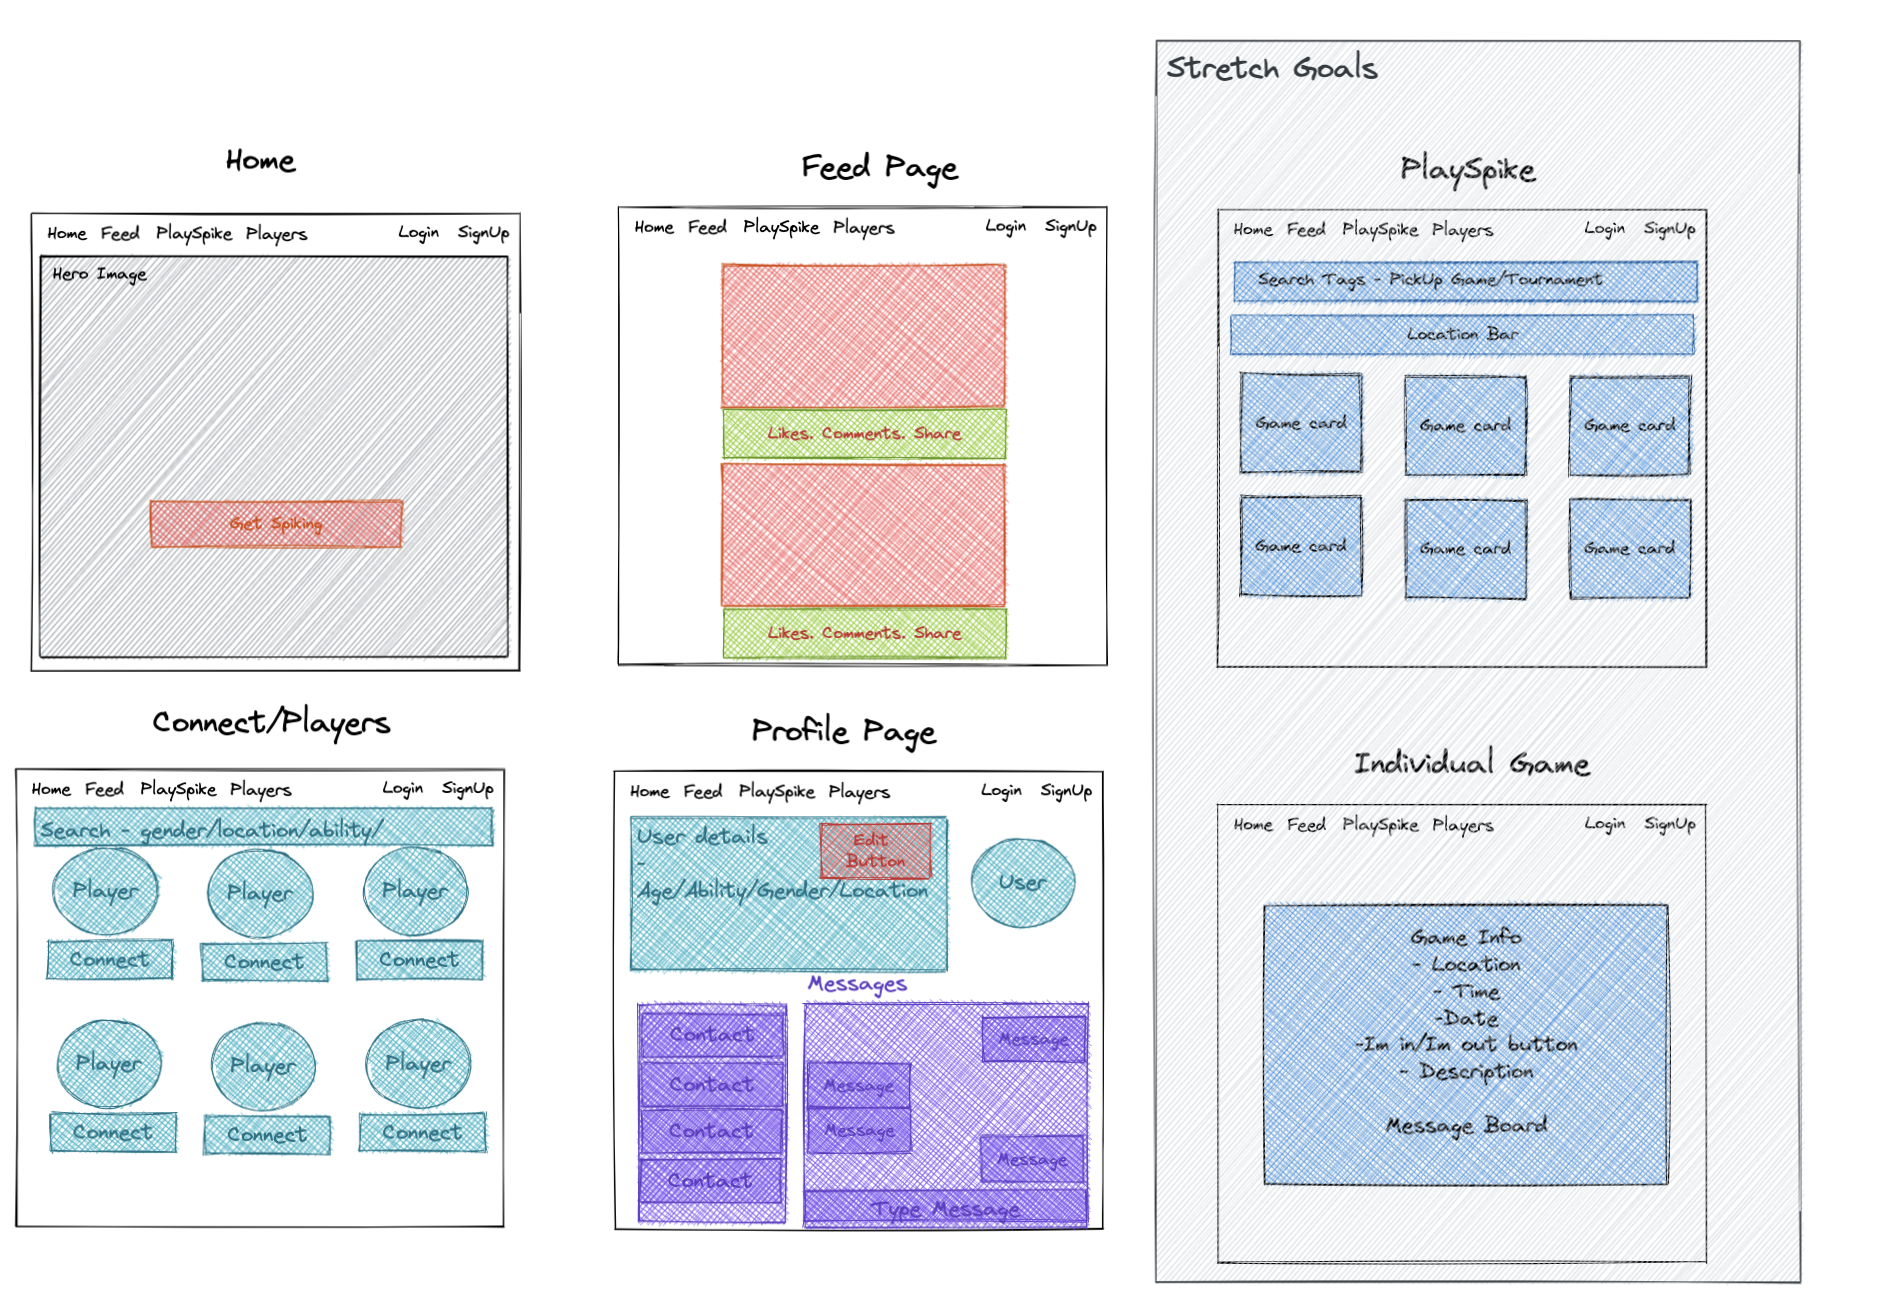 Home
Home Feed PlaySpike Players Login SignUp
Hero Image
Get Spiking
Feed Page
Home Feed PlaySpike Players Login SignUp
Likes. Comments. Share
Likes. Comments. Share
Connect/Players
Home Feed PlaySpike Players Login SignUp
Search - gender/location/ability/
Player Player Player
Connect Connect Connect
Player Player Player
Connect Connect Connect
Profile Page
Home Feed PlaySpike Players Login SignUp
User details
-
Age/Ability/Gender/Location
Edit
Button
User
Messages
Contact
Contact
Contact
Contact
Message
Message
Message
Message
Type Message
Stretch Goals
PlaySpike
Home Feed PlaySpike Players Login SignUp
Search Tags - PickUp Game/Tournament
Location Bar
Game card Game card Game card
Game card Game card Game card
Individual Game
Home Feed PlaySpike Players Login SignUp
Game Info
- Location
- Time
-Date
-Im in/Im out button
- Description
Message Board